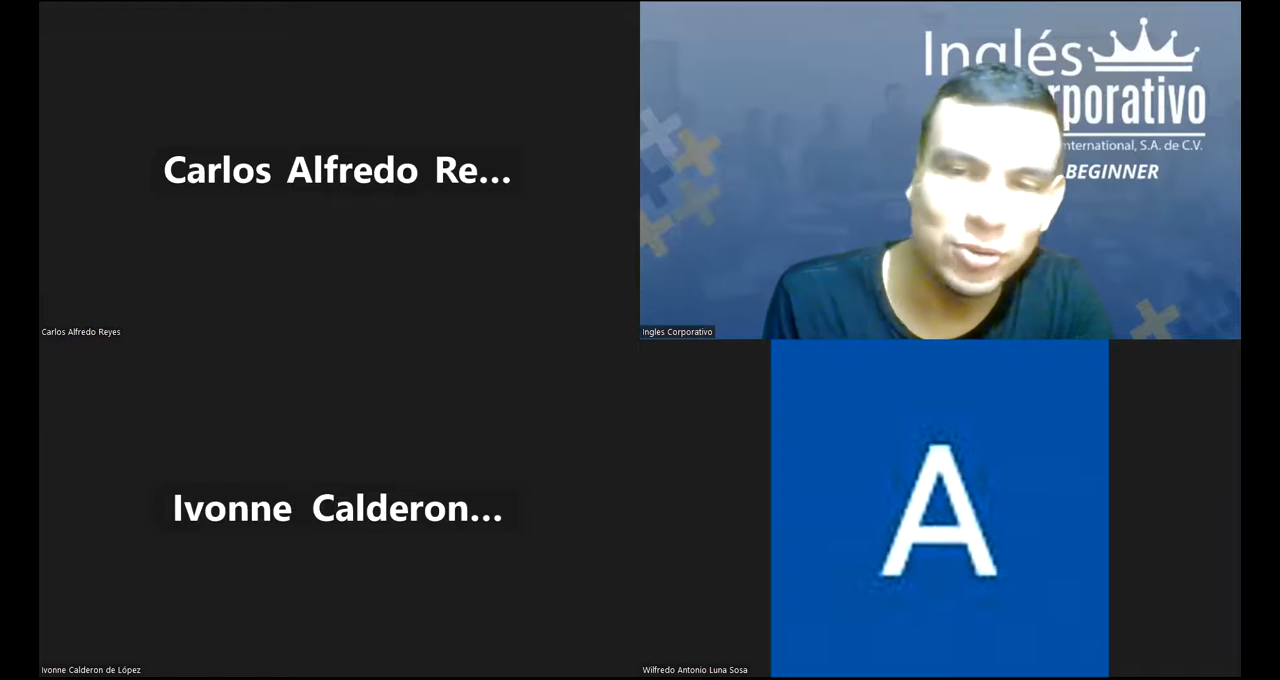 Carlos Alfredo Re...
Carlos Alfredo Reyes
Inglés
rporativo
nternational, S.A. de C.V.
BEGINNER
Ingles Corporativo
Ivonne Calderon...
Ivonne Calderon de López
A
Wilfredo Antonio Luna Sosa